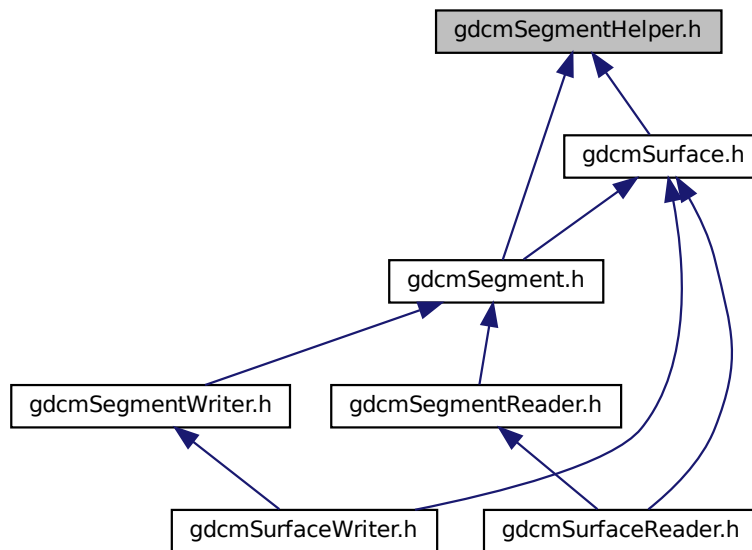 gdcmSegmentHelper.h
gdcmSurface.h
gdcmSegment.h
gdcmSegmentWriter.h
gdcmSegmentReader.h
gdcmSurfaceWriter.h
gdcmSurfaceReader.h